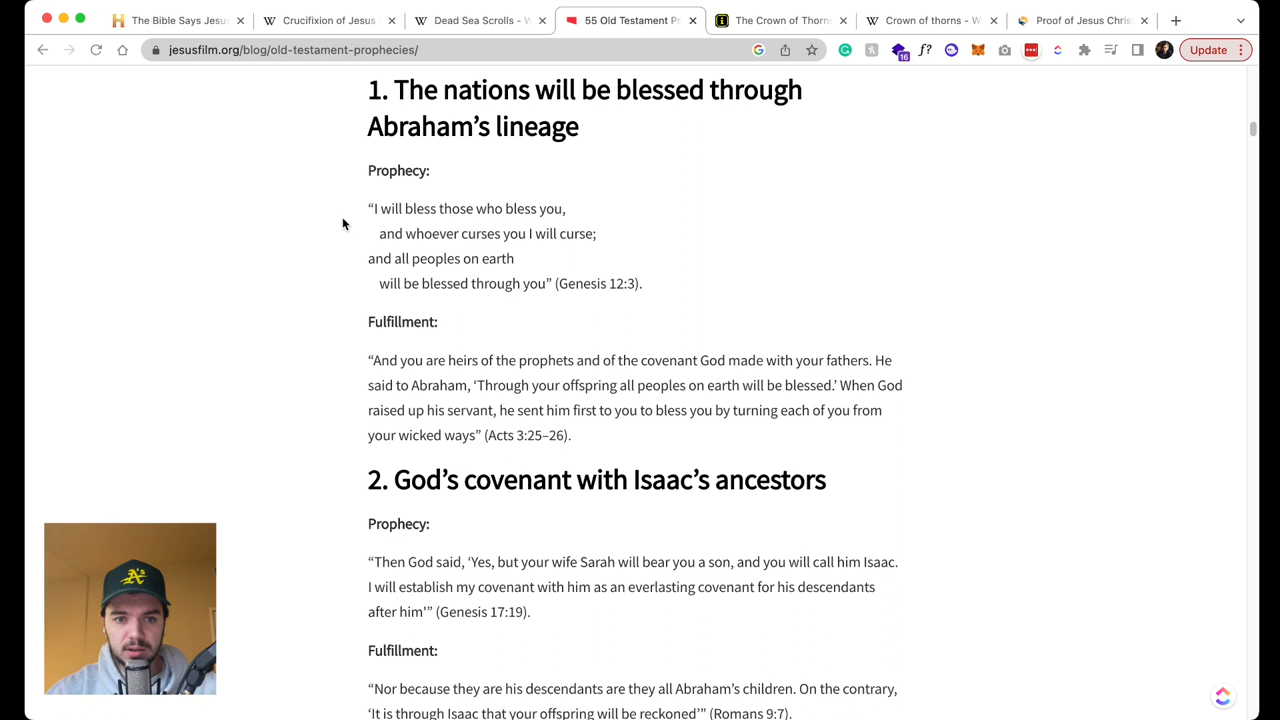 The Bible Says Jesus
Crucifixion of Jesus
Dead Sea Scrolls - W
55 Old Testament Pr
The Crown of Thorn
Crown of thorns - W
Proof of Jesus Chris
jesusfilm.org/blog/old-testament-prophecies/
16
f?
Update
1. The nations will be blessed through
Abraham’s lineage
Prophecy:
“I will bless those who bless you,
and whoever curses you I will curse;
and all peoples on earth
will be blessed through you” (Genesis 12:3).
Fulfillment:
“And you are heirs of the prophets and of the covenant God made with your fathers. He
said to Abraham, ‘Through your offspring all peoples on earth will be blessed.’ When God
raised up his servant, he sent him first to you to bless you by turning each of you from
your wicked ways” (Acts 3:25–26).
2. God’s covenant with Isaac’s ancestors
Prophecy:
“Then God said, ‘Yes, but your wife Sarah will bear you a son, and you will call him Isaac.
I will establish my covenant with him as an everlasting covenant for his descendants
after him'” (Genesis 17:19).
Fulfillment:
“Nor because they are his descendants are they all Abraham’s children. On the contrary,
‘It is through Isaac that your offspring will be reckoned’” (Romans 9:7).
A's